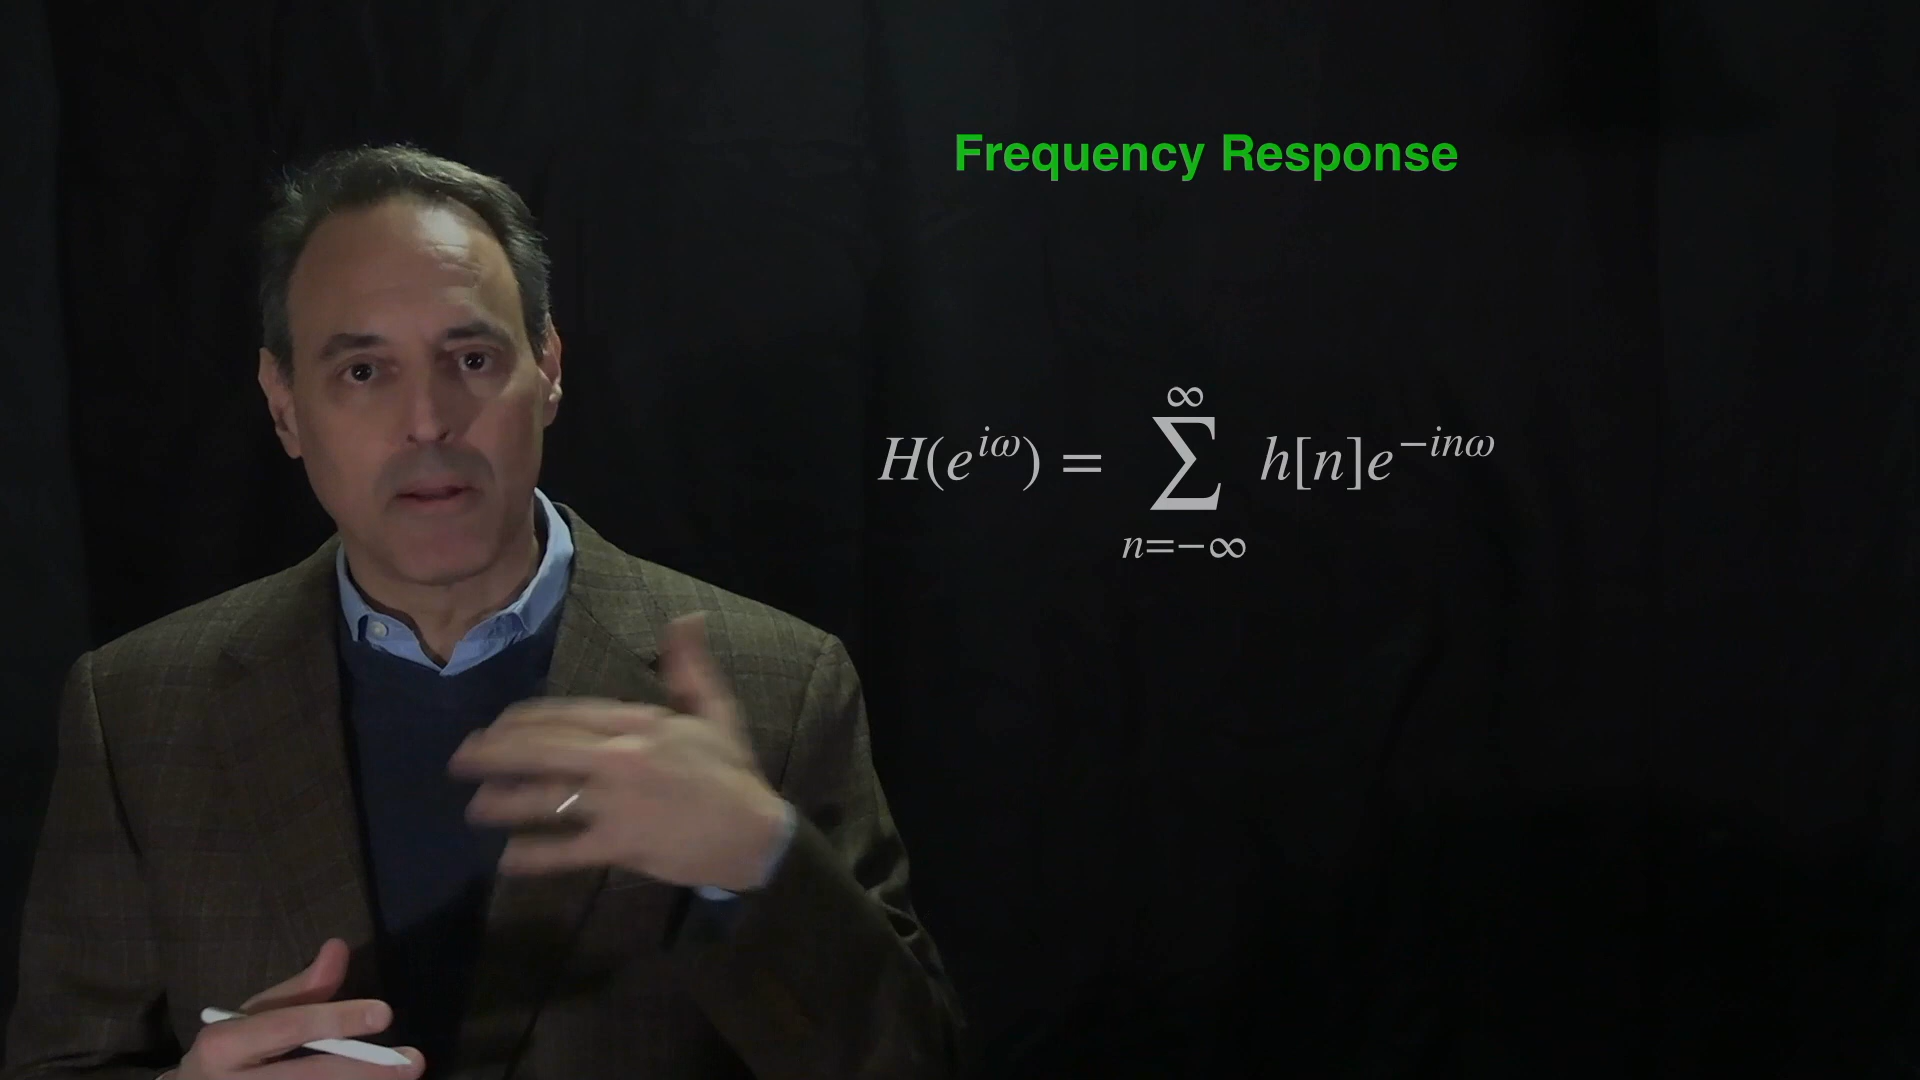 Frequency Response
H(e^{iω}) = ∑_{n=−∞}^{∞} h[n]e^{−inω}